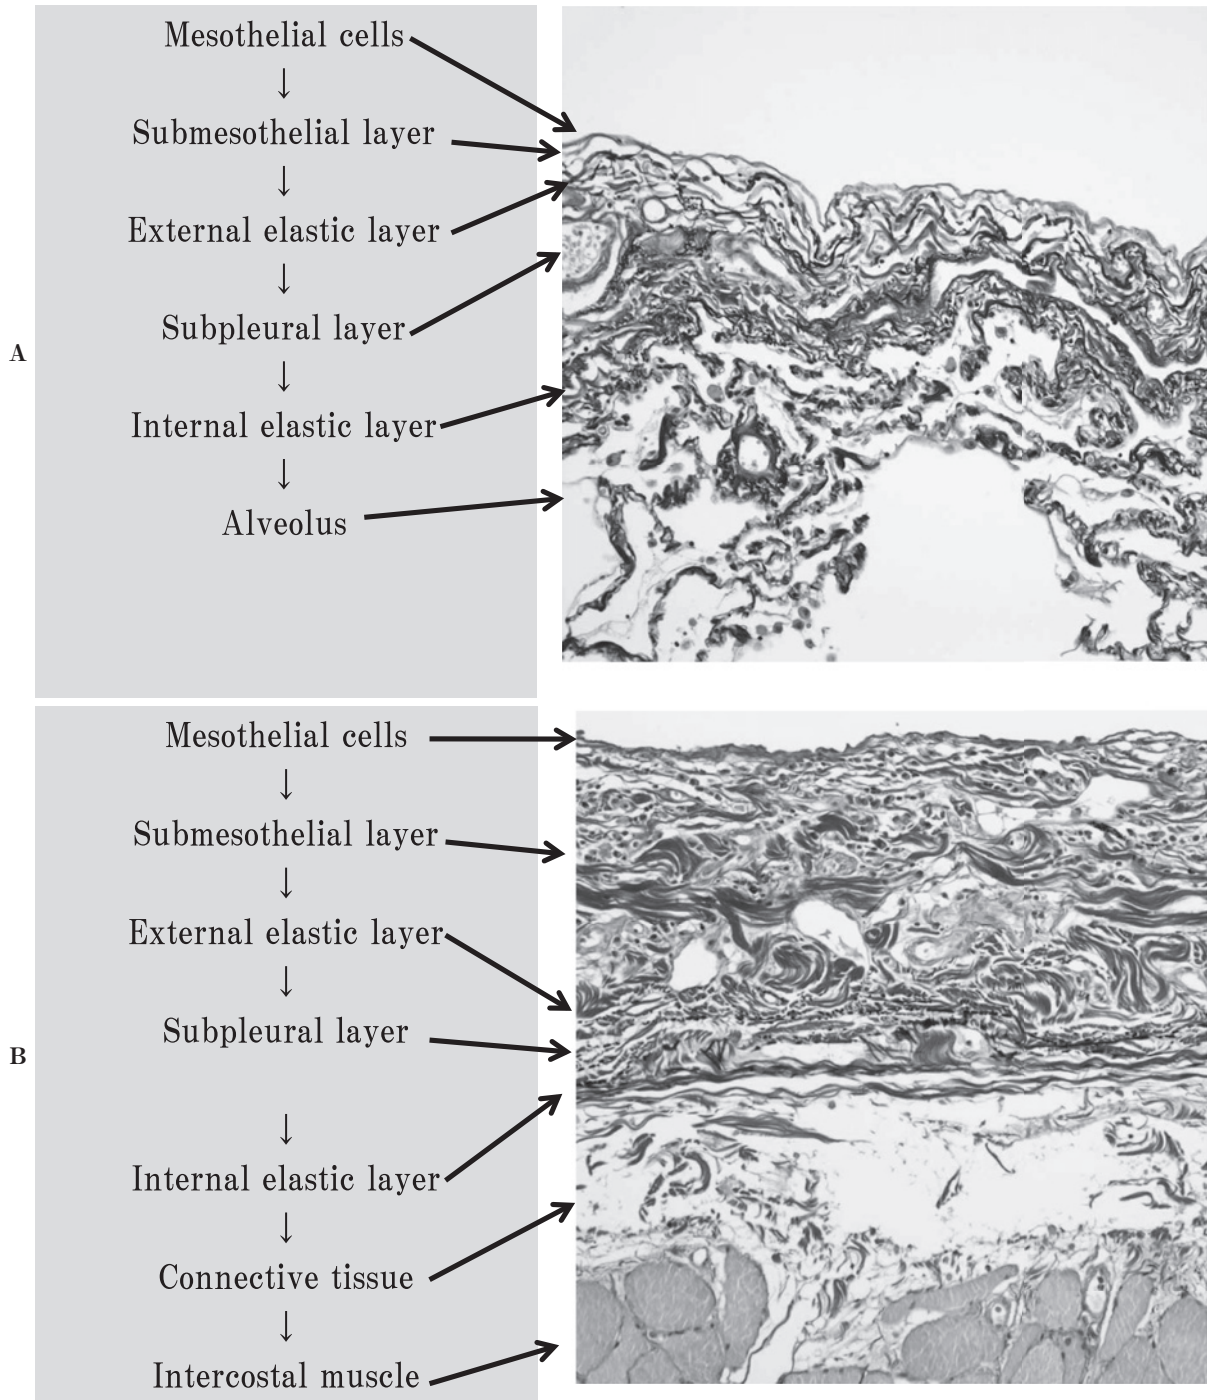 Mesothelial cells
↓
Submesothelial layer
↓
External elastic layer
↓
Subpleural layer
↓
Internal elastic layer
↓
Alveolus
A
Mesothelial cells
↓
Submesothelial layer
↓
External elastic layer
↓
Subpleural layer
↓
Internal elastic layer
↓
Connective tissue
↓
Intercostal muscle
B